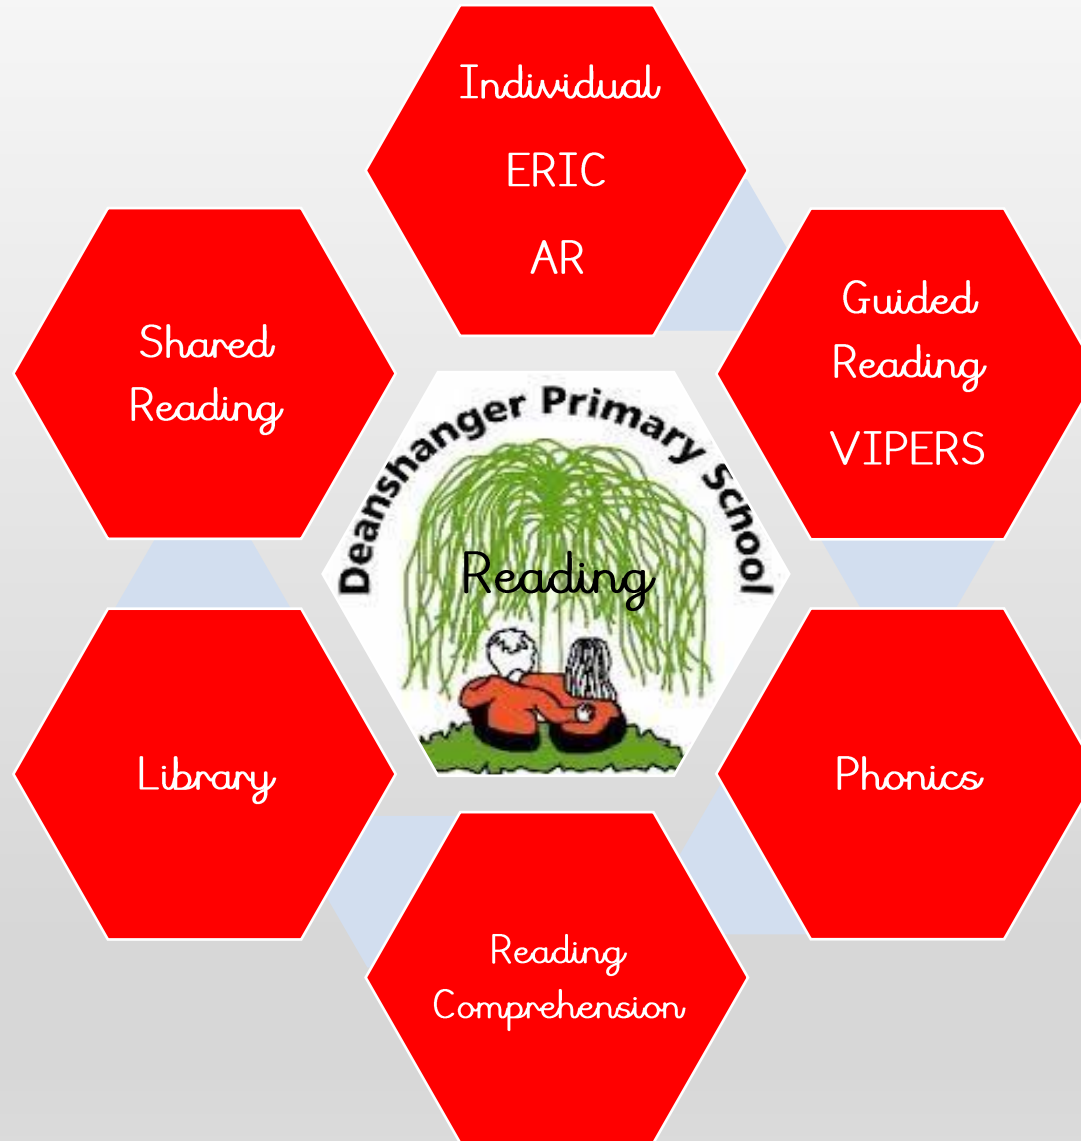 Individual
ERIC
AR
Guided
Reading
VIPERS
Phonics
Reading
Comprehension
Library
Shared
Reading
Deanshanger Primary School
Reading